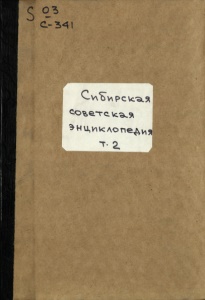 S 03
С-341
Сибирская
советская
энциклопедия
т. 2